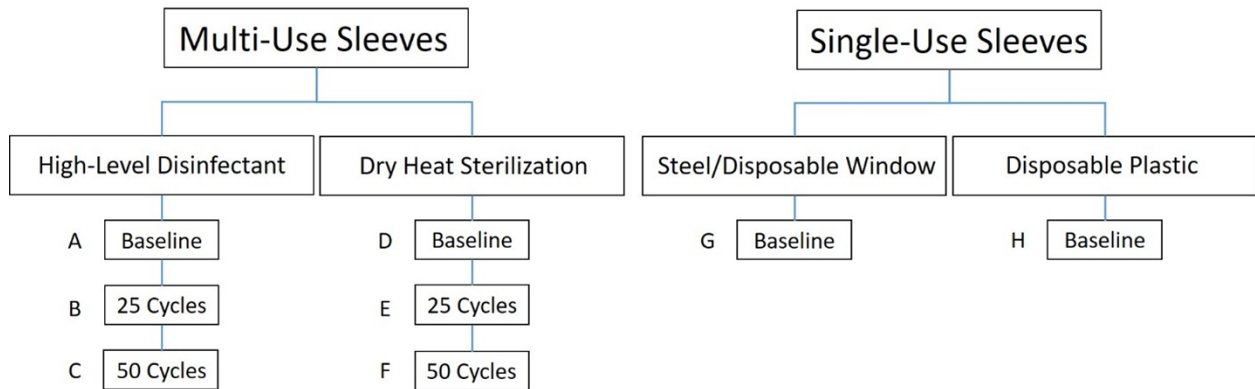 Multi-Use Sleeves
Single-Use Sleeves
High-Level Disinfectant
Dry Heat Sterilization
Steel/Disposable Window
Disposable Plastic
A Baseline
D Baseline
G Baseline
H Baseline
B 25 Cycles
E 25 Cycles
C 50 Cycles
F 50 Cycles